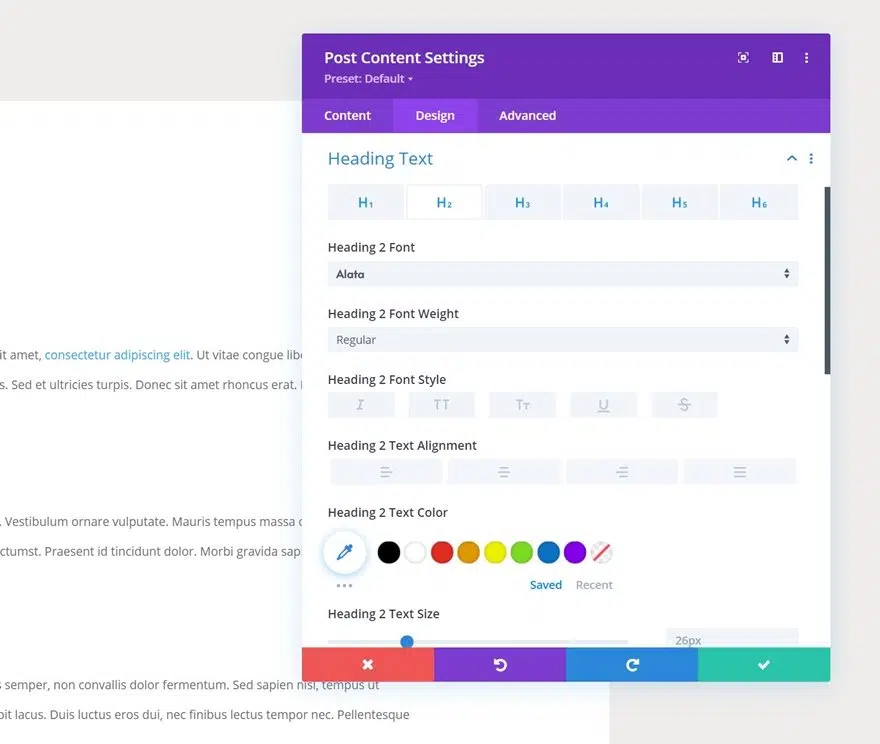 Post Content Settings
Preset: Default
Content Design Advanced
Heading Text
H1 H2 H3 H4 H5 H6
Heading 2 Font
Alata
Heading 2 Font Weight
Regular
Heading 2 Font Style
I TT Tт U S
Heading 2 Text Alignment
Heading 2 Text Color
Saved Recent
Heading 2 Text Size
26px
sit amet, consectetur adipiscing elit. Ut vitae congue
s. Sed et ultricies turpis. Donec sit amet rhoncus erat.
. Vestibulum ornare vulputate. Mauris tempus massa
ctumst. Praesent id tincidunt dolor. Morbi gravida
s semper, non convallis dolor fermentum. Sed sapien nisl, tempus ut
lacus. Duis luctus eros dui, nec finibus lectus tempor nec. Pellentesque